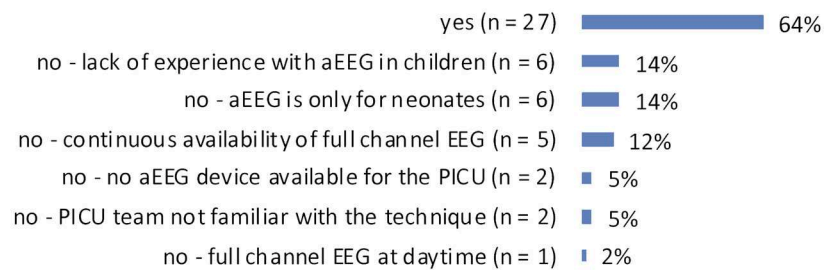 yes (n = 27) 64%
no - lack of experience with aEEG in children (n = 6) 14%
no - aEEG is only for neonates (n = 6) 14%
no - continuous availability of full channel EEG (n = 5) 12%
no - no aEEG device available for the PICU (n = 2) 5%
no - PICU team not familiar with the technique (n = 2) 5%
no - full channel EEG at daytime (n = 1) 2%